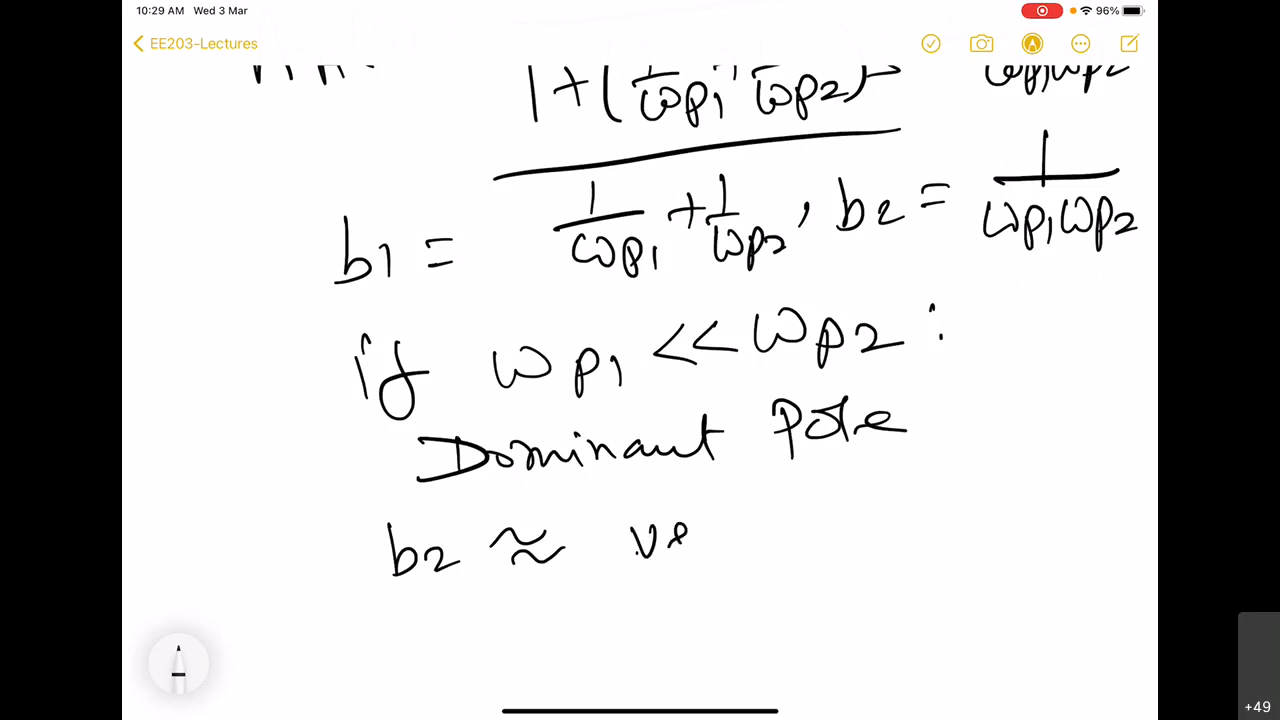 10:29 AM Wed 3 Mar 96%
EE203-Lectures
1+(1/ωp1 + 1/ωp2)
ωp1ωp2
b1 = 1/ωp1 + 1/ωp2, b2 = 1/ωp1ωp2
if ωp1 << ωp2 :
Dominant Pole
b2 ≈
+49